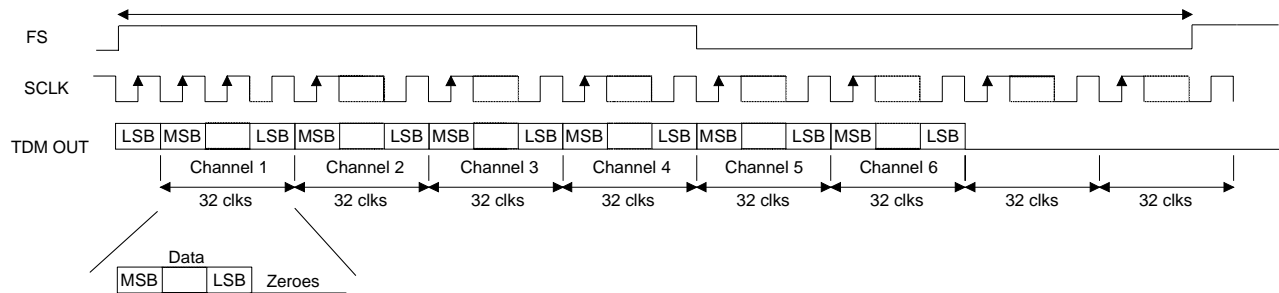 FS
SCLK
TDM OUT
LSB MSB LSB MSB LSB MSB LSB MSB LSB MSB LSB MSB LSB
Channel 1 Channel 2 Channel 3 Channel 4 Channel 5 Channel 6
32 clks 32 clks 32 clks 32 clks 32 clks 32 clks 32 clks 32 clks
Data
MSB LSB Zeroes